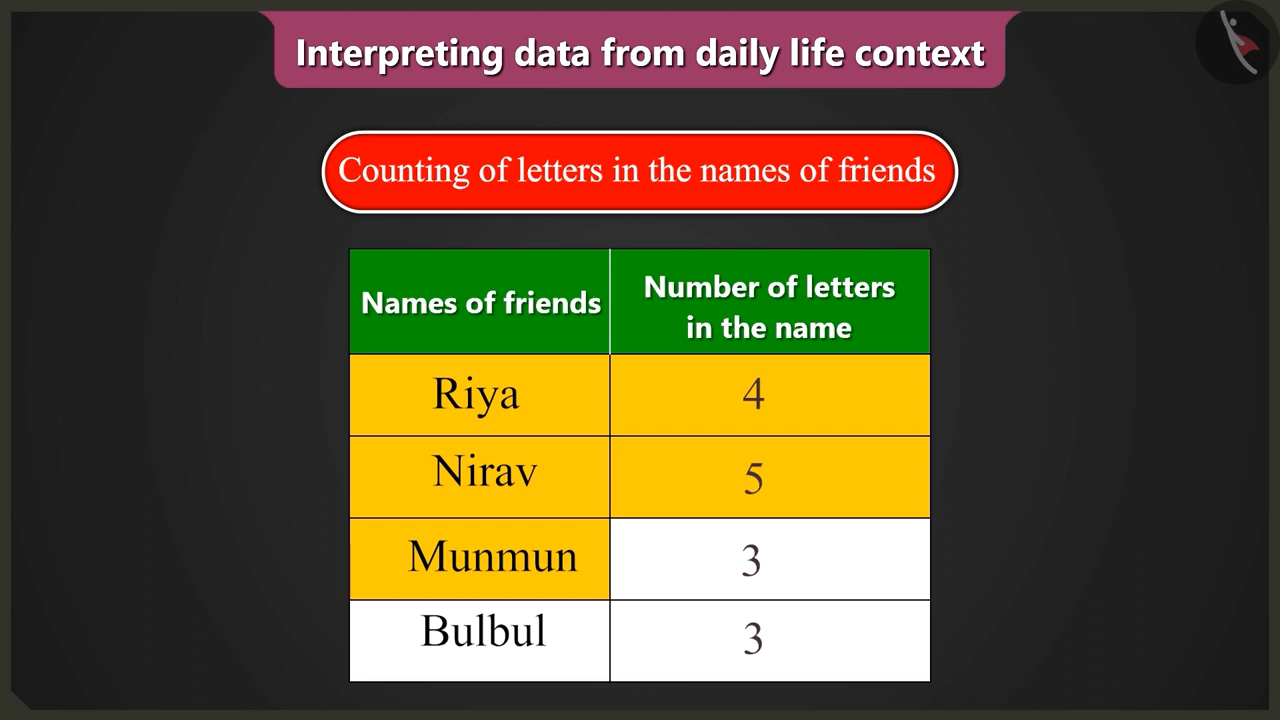 Interpreting data from daily life context
Counting of letters in the names of friends
Names of friends
Number of letters
in the name
Riya 4
Nirav 5
Munmun 3
Bulbul 3